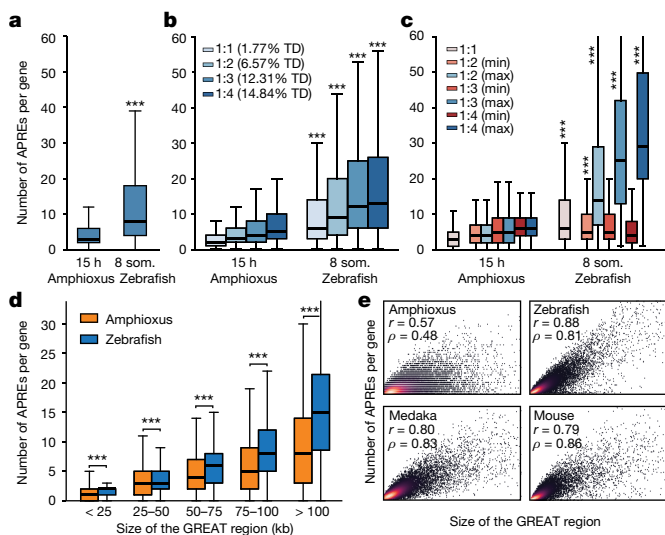 a
Number of APREs per gene
60
50
40
30
20
10
0
***
15 h
Amphioxus
8 som.
Zebrafish
b
60
50
40
30
20
10
0
1:1 (1.77% TD)
1:2 (6.57% TD)
1:3 (12.31% TD)
1:4 (14.84% TD)
***
***
***
***
15 h
Amphioxus
8 som.
Zebrafish
c
60
50
40
30
20
10
0
1:1
1:2 (min)
1:2 (max)
1:3 (min)
1:3 (max)
1:4 (min)
1:4 (max)
***
***
***
***
***
15 h
Amphioxus
8 som.
Zebrafish
d
Number of APREs per gene
30
25
20
15
10
5
0
Amphioxus
Zebrafish
***
***
***
***
***
< 25
25–50
50–75
75–100
> 100
Size of the GREAT region (kb)
e
Number of APREs per gene
Amphioxus
r = 0.57
ρ = 0.48
Zebrafish
r = 0.88
ρ = 0.81
Medaka
r = 0.80
ρ = 0.83
Mouse
r = 0.79
ρ = 0.86
Size of the GREAT region